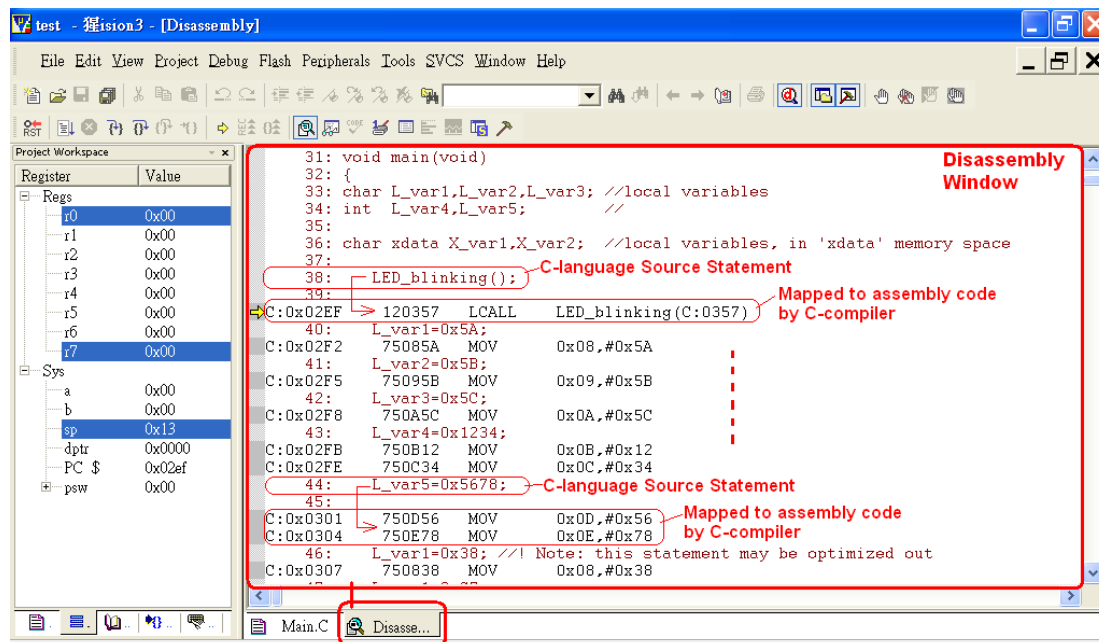 test - 猩ision3 - [Disassembly]
File Edit View Project Debug Flash Peripherals Tools SVCS Window Help
RST
Project Workspace
Register Value
Regs
r0 0x00
r1 0x00
r2 0x00
r3 0x00
r4 0x00
r5 0x00
r6 0x00
r7 0x00
Sys
a 0x00
b 0x00
sp 0x13
dptr 0x0000
PC $ 0x02ef
psw 0x00
Disassembly
Window
31: void main(void)
32: {
33: char L_var1,L_var2,L_var3; //local variables
34: int L_var4,L_var5; //
35:
36: char xdata X_var1,X_var2; //local variables, in 'xdata' memory space
37:
38: LED_blinking();
C-language Source Statement
39:
C:0x02EF 120357 LCALL LED_blinking(C:0357)
Mapped to assembly code
by C-compiler
40: L_var1=0x5A;
C:0x02F2 75085A MOV 0x08,#0x5A
41: L_var2=0x5B;
C:0x02F5 75095B MOV 0x09,#0x5B
42: L_var3=0x5C;
C:0x02F8 750A5C MOV 0x0A,#0x5C
43: L_var4=0x1234;
C:0x02FB 750B12 MOV 0x0B,#0x12
C:0x02FE 750C34 MOV 0x0C,#0x34
44: L_var5=0x5678;
C-language Source Statement
45:
C:0x0301 750D56 MOV 0x0D,#0x56
C:0x0304 750E78 MOV 0x0E,#0x78
Mapped to assembly code
by C-compiler
46: L_var1=0x38; //! Note: this statement may be optimized out
C:0x0307 750838 MOV 0x08,#0x38
Main.C
Disasse...